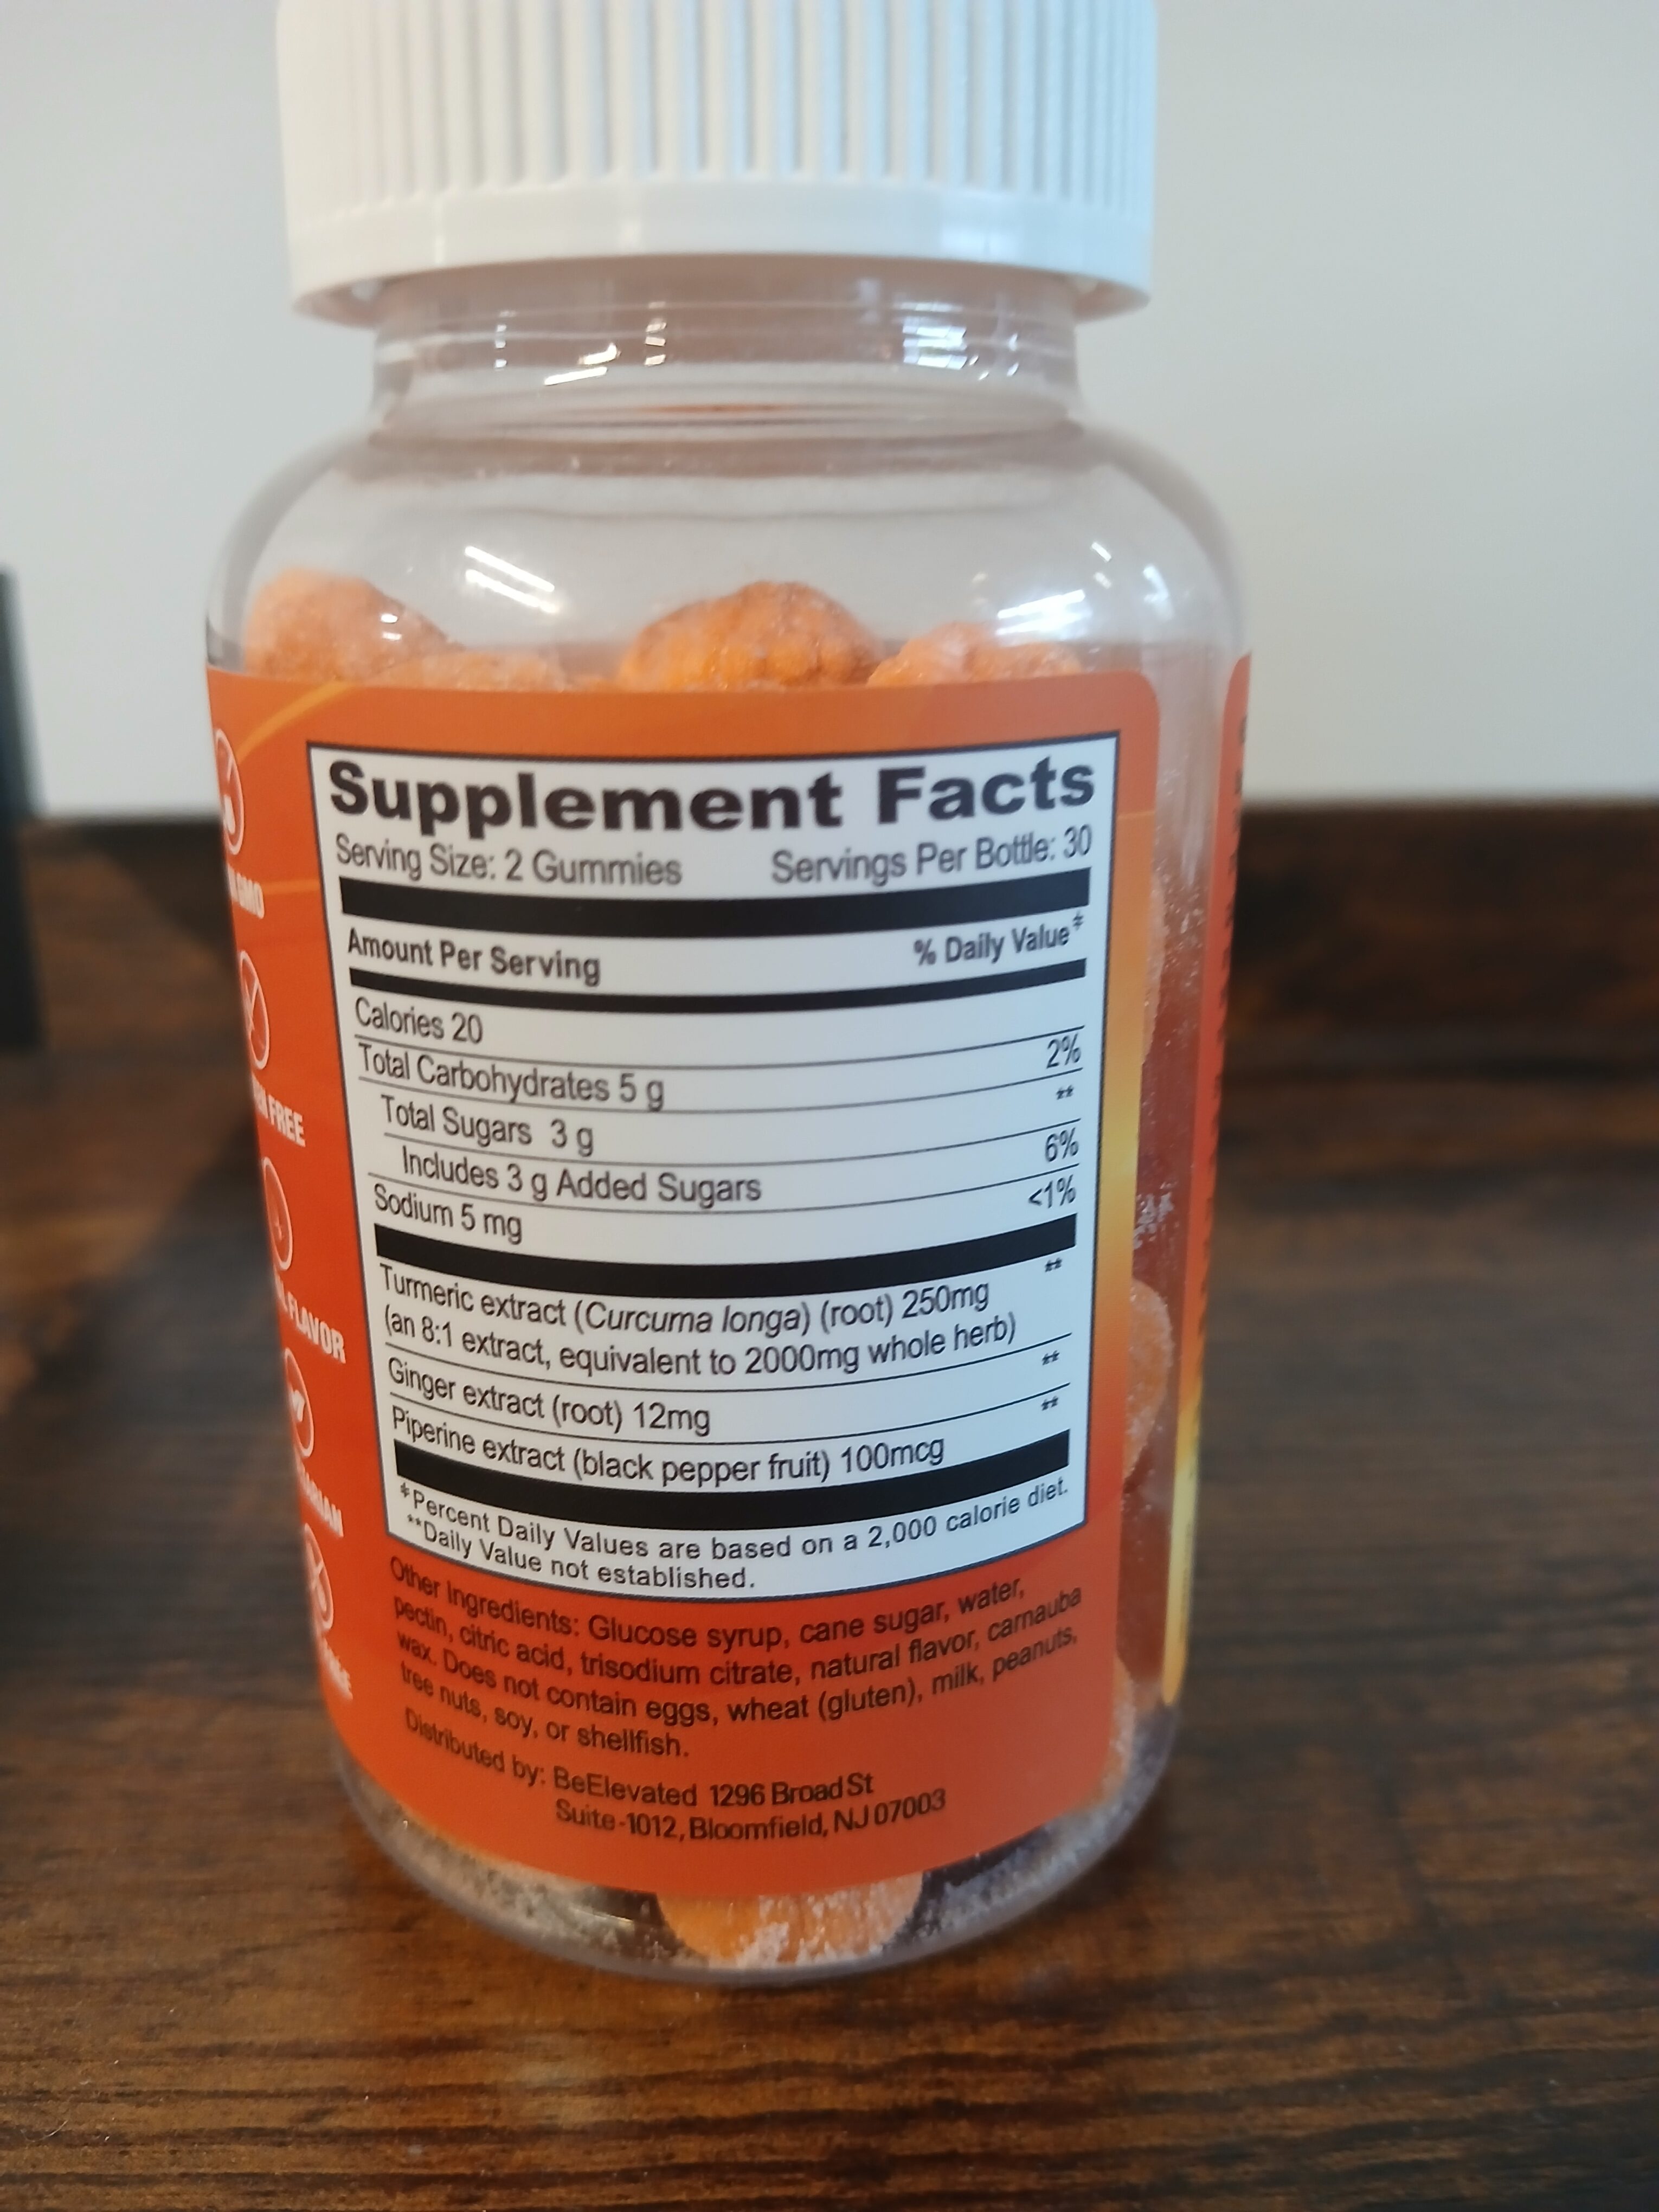 Supplement Facts
Serving Size: 2 Gummies Servings Per Bottle: 30
Amount Per Serving % Daily Value‡
Calories 20
Total Carbohydrates 5 g 2%
Total Sugars 3 g **
Includes 3 g Added Sugars 6%
Sodium 5 mg <1%
Turmeric extract (Curcuma longa) (root) 250mg **
(an 8:1 extract, equivalent to 2000mg whole herb)
Ginger extract (root) 12mg **
Piperine extract (black pepper fruit) 100mcg **
‡Percent Daily Values are based on a 2,000 calorie diet.
**Daily Value not established.
Other Ingredients: Glucose syrup, cane sugar, water,
pectin, citric acid, trisodium citrate, natural flavor, carnauba
wax. Does not contain eggs, wheat (gluten), milk, peanuts,
tree nuts, soy, or shellfish.
Distributed by: BeElevated 1296 Broad St
Suite-1012, Bloomfield, NJ 07003
GMO
FREE
FLAVOR